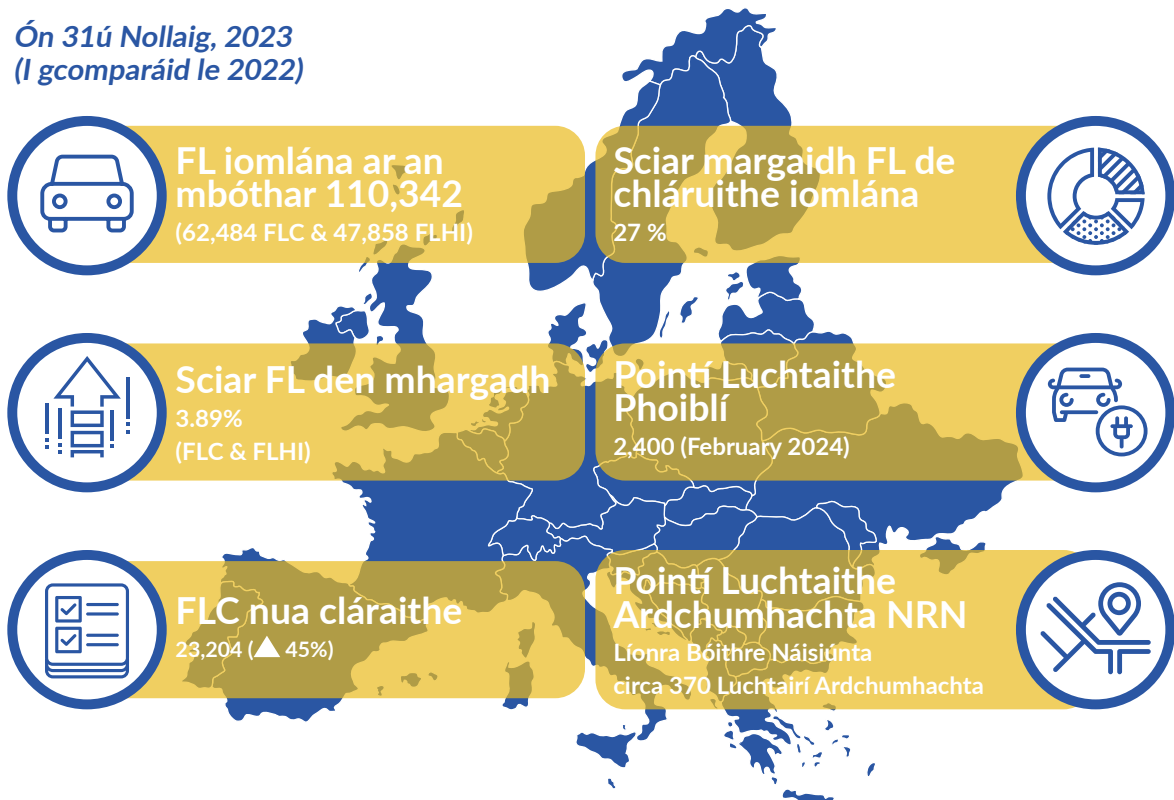 Ón 31ú Nollaig, 2023
(I gcomparáid le 2022)
FL iomlána ar an
mbóthar 110,342
(62,484 FLC & 47,858 FLHI)
Sciar margaidh FL de
chláruithe iomlána
27 %
Sciar FL den mhargadh
3.89%
(FLC & FLHI)
Pointí Luchtaithe
Phoiblí
2,400 (February 2024)
FLC nua cláraithe
23,204 (▲ 45%)
Pointí Luchtaithe
Ardchumhachta NRN
Líonra Bóithre Náisiúnta
circa 370 Luchtairí Ardchumhachta